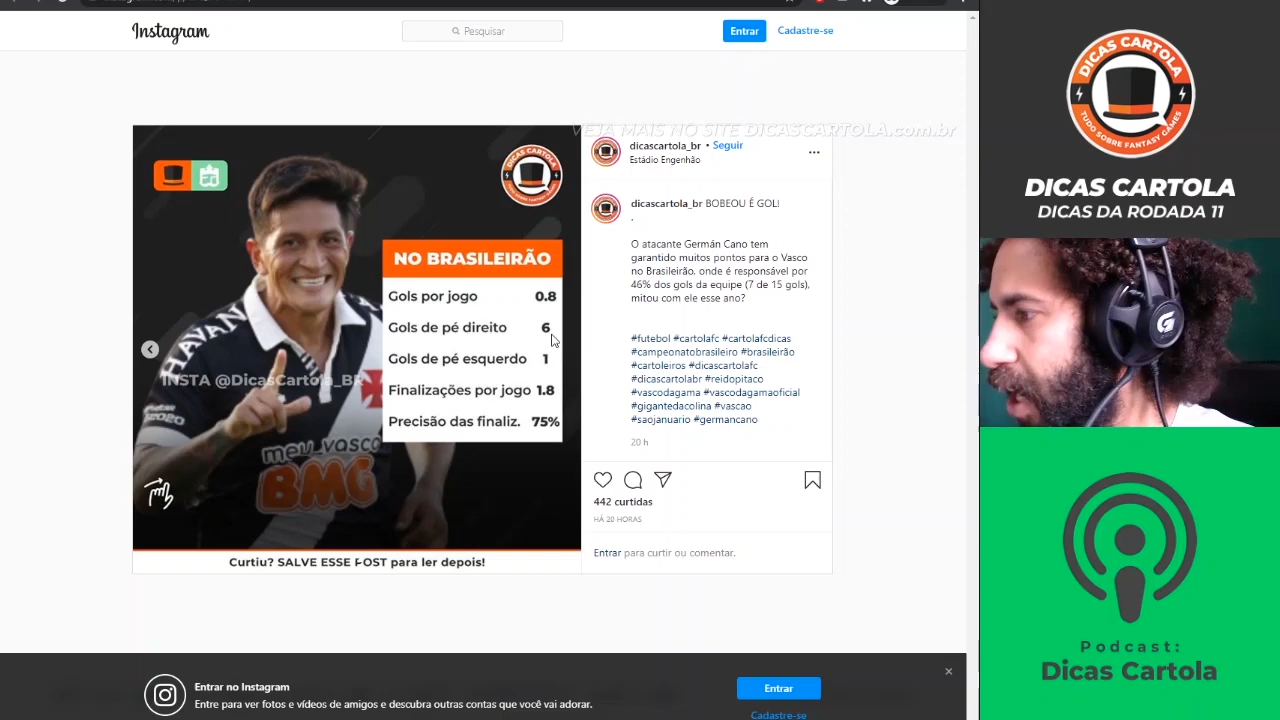 Instagram
Pesquisar
Entrar
Cadastre-se
VEJA MAIS NO SITE DICASCARTOLA.com.br
DICAS CARTOLA
NO BRASILEIRÃO
Gols por jogo 0.8
Gols de pé direito 6
Gols de pé esquerdo 1
Finalizações por jogo 1.8
Precisão das finaliz. 75%
HAVAN
INSTA @DicasCartola_BR
2020
meu vasco
BMG
Curtiu? SALVE ESSE POST para ler depois!
dicascartola_br • Seguir
Estádio Engenhão
dicascartola_br BOBEOU É GOL!
.
O atacante Germán Cano tem
garantido muitos pontos para o Vasco
no Brasileirão, onde é responsável por
46% dos gols da equipe (7 de 15 gols),
mitou com ele esse ano?
#futebol #cartolafc #cartolafcdicas
#campeonatobrasileiro #brasileirão
#cartoleiros #dicascartolafc
#dicascartolabr #reidopitaco
#vascodagama #vascodagamaoficial
#gigantedacolina #vascao
#saojanuario #germancano
20 h
442 curtidas
HÁ 20 HORAS
Entrar para curtir ou comentar.
Entrar no Instagram
Entre para ver fotos e vídeos de amigos e descubra outras contas que você vai adorar.
Entrar
Cadastre-se
DICAS CARTOLA
TUDO SOBRE FANTASY GAMES
DICAS CARTOLA
DICAS DA RODADA 11
Podcast:
Dicas Cartola